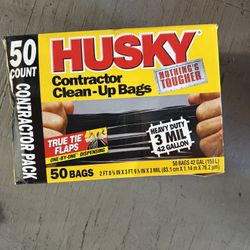 50
COUNT
CONTRACTOR PACK
HUSKY
Contractor
Clean-Up Bags
NOTHING'S
TOUGHER
TRUE TIE
FLAPS
ONE-BY-ONE DISPENSING
HEAVY DUTY
3 MIL
42 GALLON
50 BAGS
50 BAGS 42 GAL (159 L)